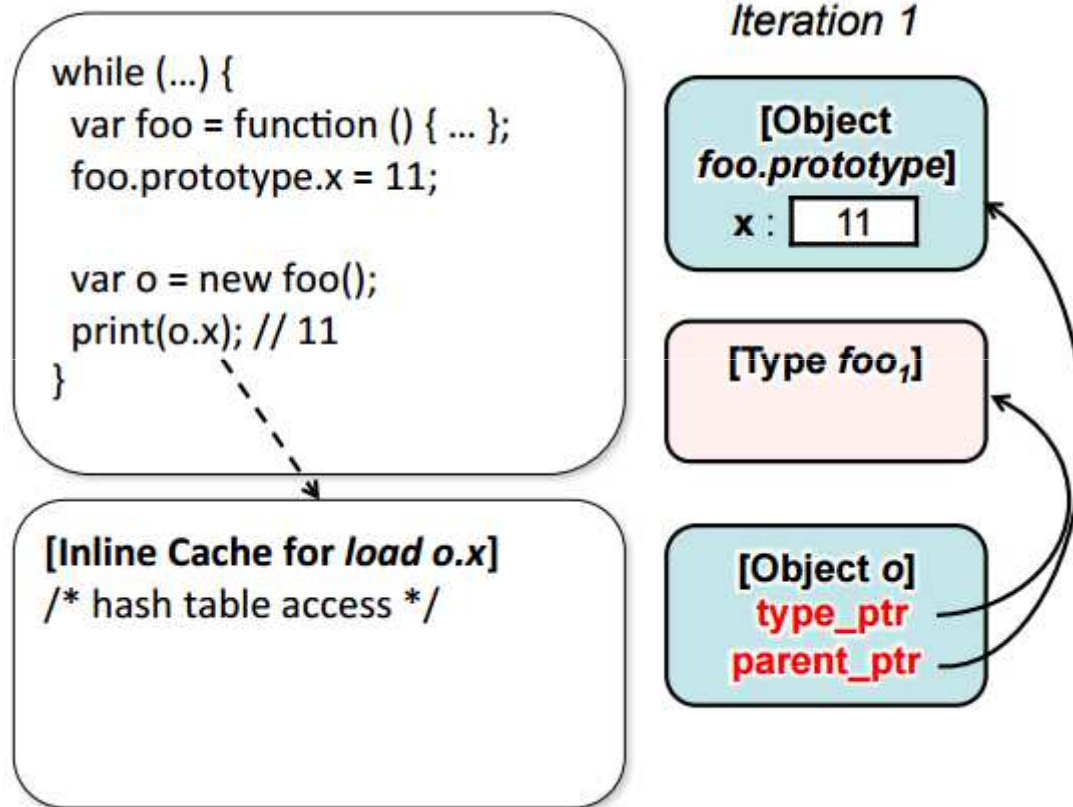 while (…) {
var foo = function () { … };
foo.prototype.x = 11;
var o = new foo();
print(o.x); // 11
}
[Inline Cache for load o.x]
/* hash table access */
Iteration 1
[Object
foo.prototype]
x : 11
[Type foo₁]
[Object o]
type_ptr
parent_ptr